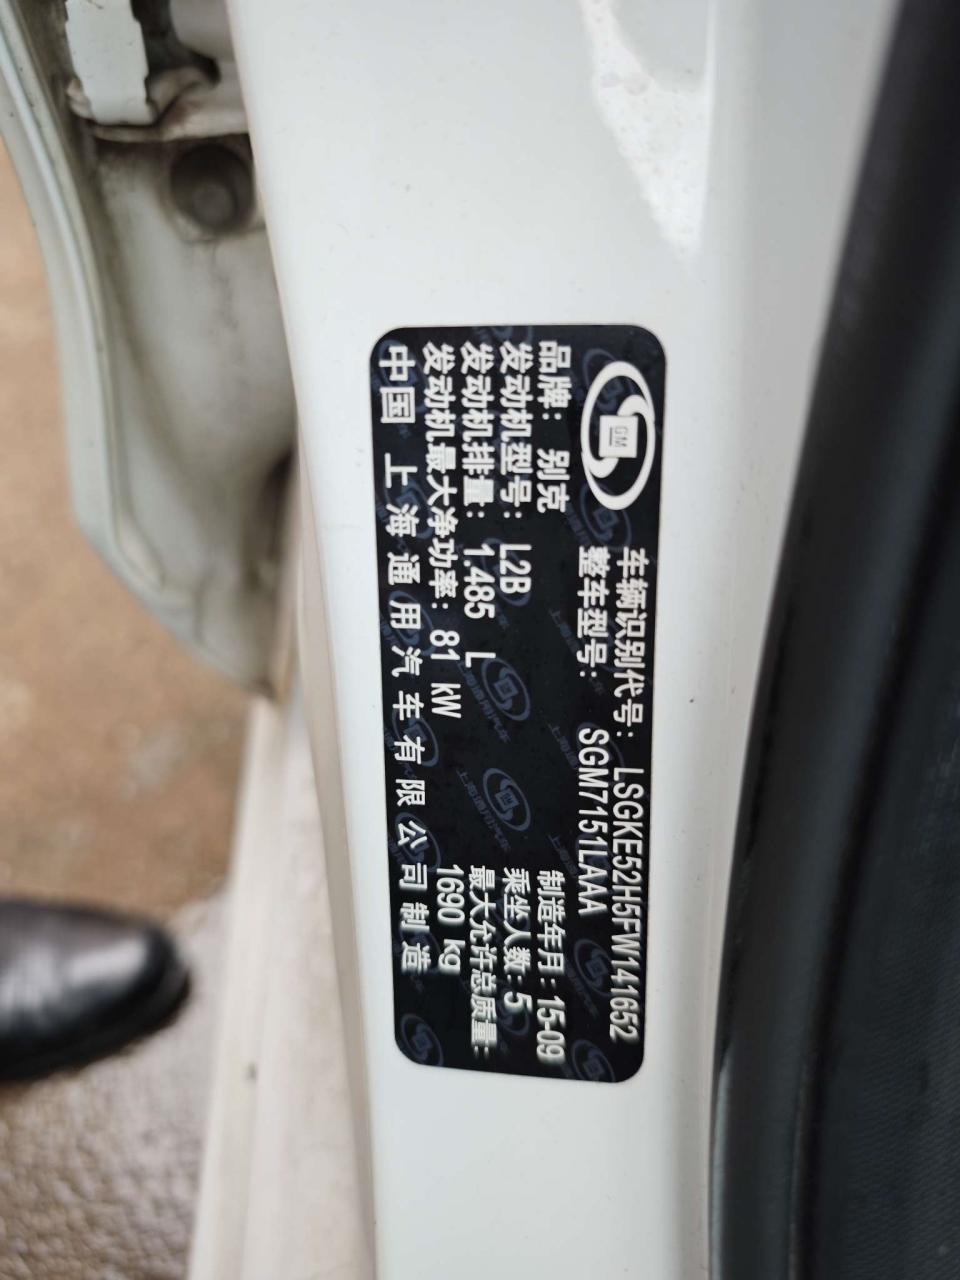 GM
车辆识别代号: LSGKE52H5FW141652
整车型号: SGM7151LAAA
品牌: 别克 制造年月: 15-09
发动机型号: L2B 乘坐人数: 5
发动机排量: 1.485 L 最大允许总质量:
发动机最大净功率: 81 kW 1690 kg
中国 上海通用汽车有限公司制造